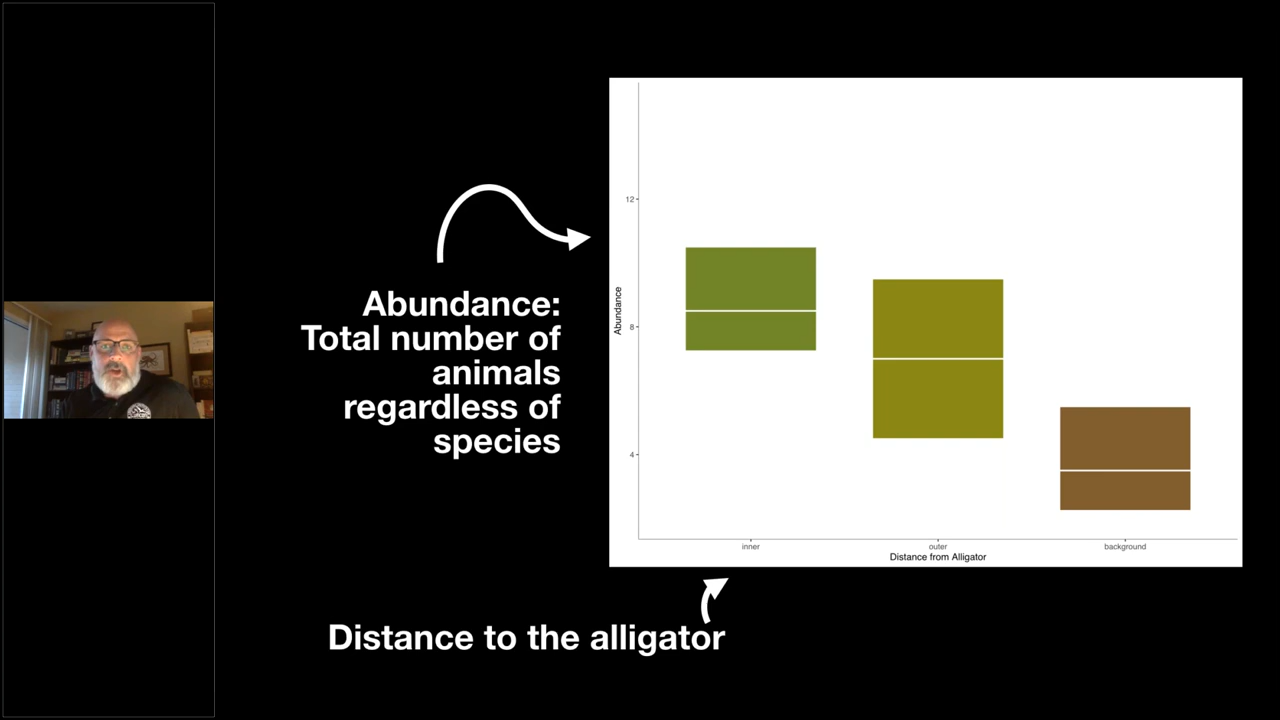 Abundance:
Total number of
animals
regardless of
species
Distance to the alligator
12
8
4
Abundance
inner
outer
background
Distance from Alligator